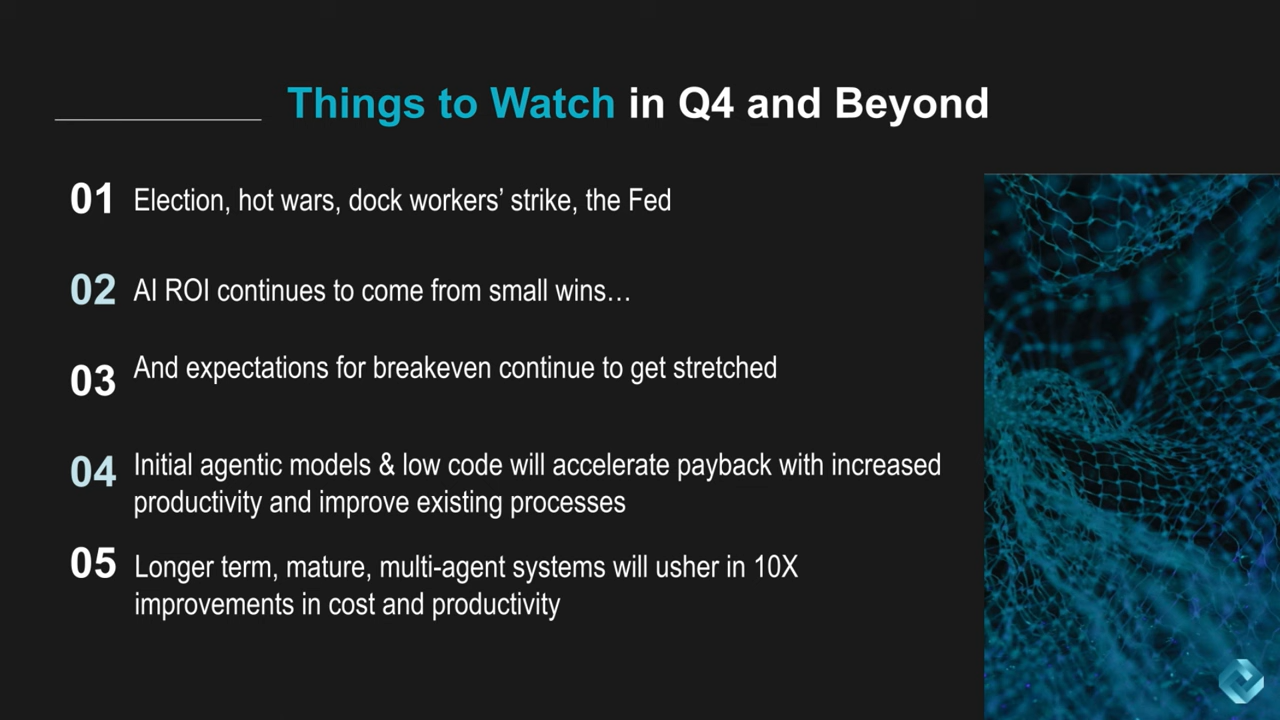 Things to Watch in Q4 and Beyond
01 Election, hot wars, dock workers’ strike, the Fed
02 AI ROI continues to come from small wins…
03 And expectations for breakeven continue to get stretched
04 Initial agentic models & low code will accelerate payback with increased
productivity and improve existing processes
05 Longer term, mature, multi-agent systems will usher in 10X
improvements in cost and productivity